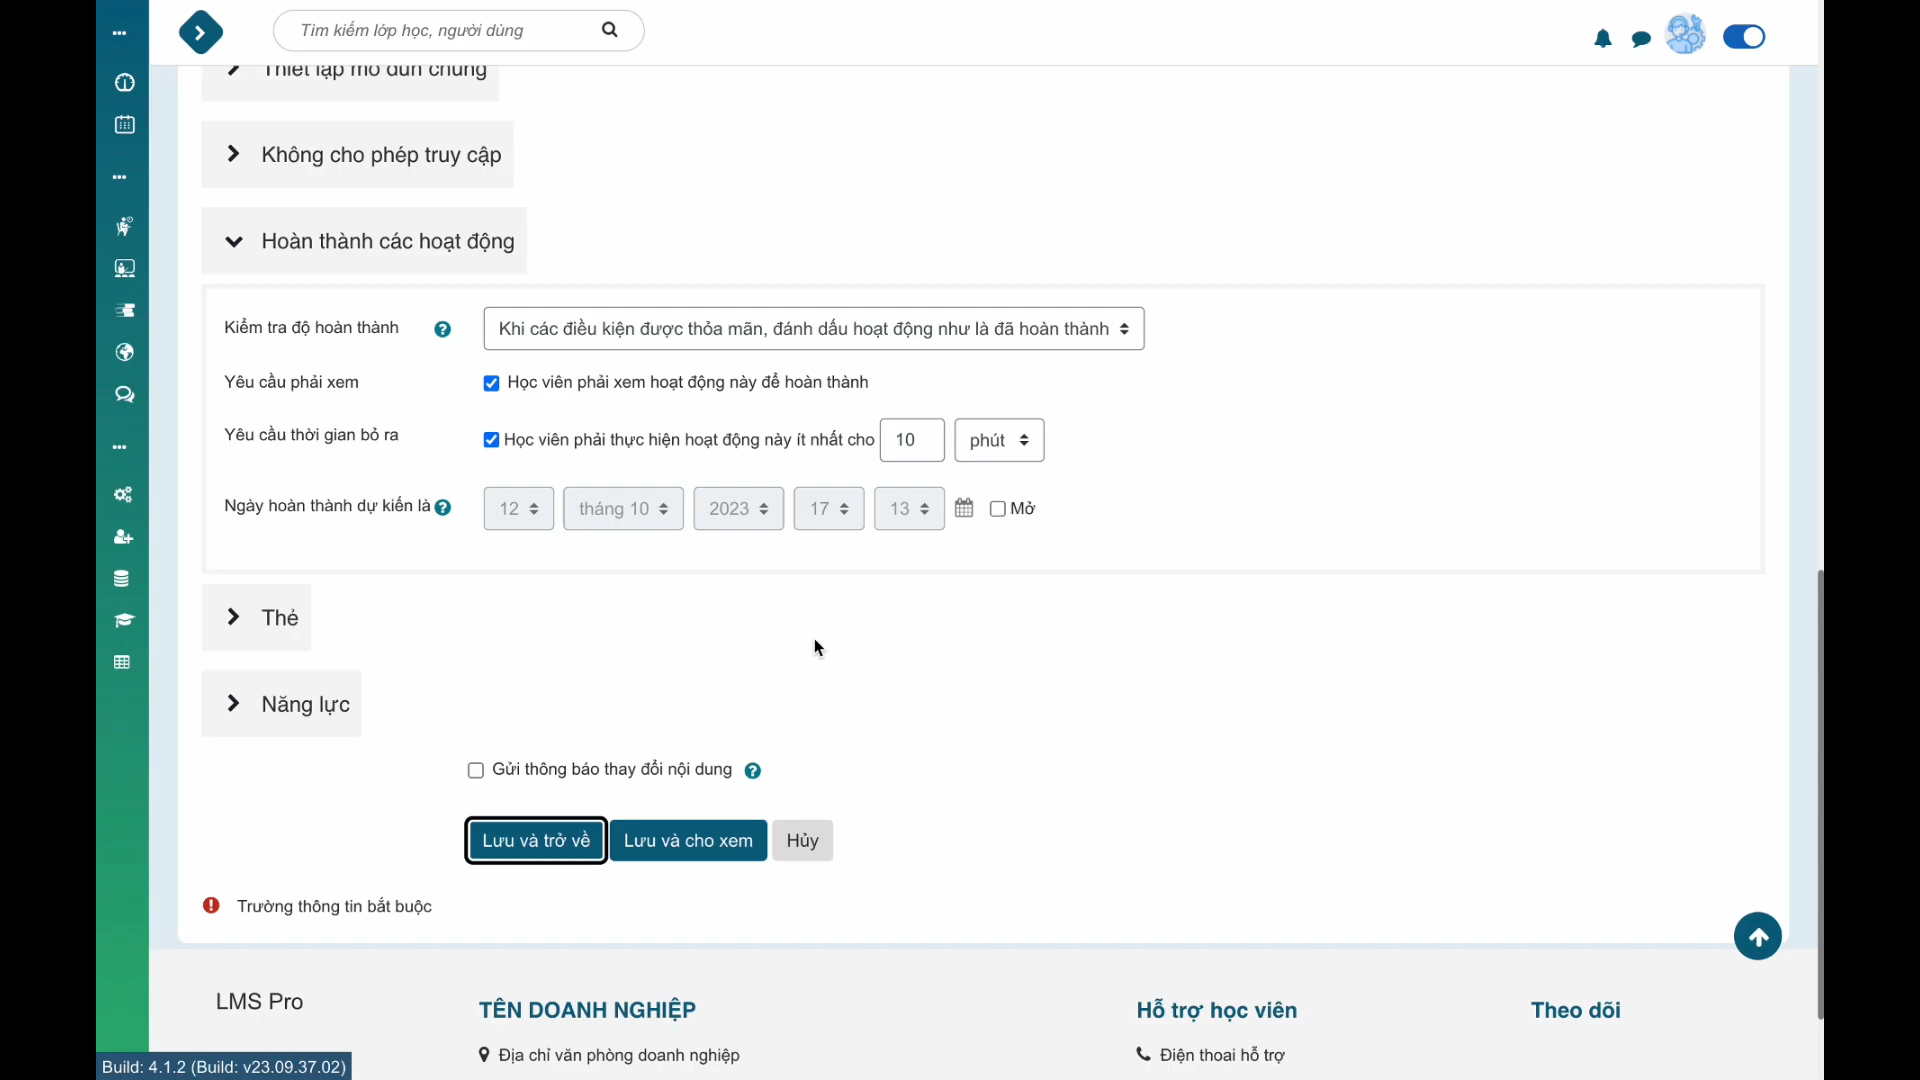 Tìm kiếm lớp học, người dùng
Thiết lập mô đun chung
Không cho phép truy cập
Hoàn thành các hoạt động
Kiểm tra độ hoàn thành
Khi các điều kiện được thỏa mãn, đánh dấu hoạt động như là đã hoàn thành
Yêu cầu phải xem
Học viên phải xem hoạt động này để hoàn thành
Yêu cầu thời gian bỏ ra
Học viên phải thực hiện hoạt động này ít nhất cho 10 phút
Ngày hoàn thành dự kiến là
12 tháng 10 2023 17 13 Mở
Thẻ
Năng lực
Gửi thông báo thay đổi nội dung
Lưu và trở về Lưu và cho xem Hủy
Trường thông tin bắt buộc
LMS Pro
TÊN DOANH NGHIỆP
Hỗ trợ học viên
Theo dõi
Địa chỉ văn phòng doanh nghiệp
Điện thoai hỗ trợ
Build: 4.1.2 (Build: v23.09.37.02)